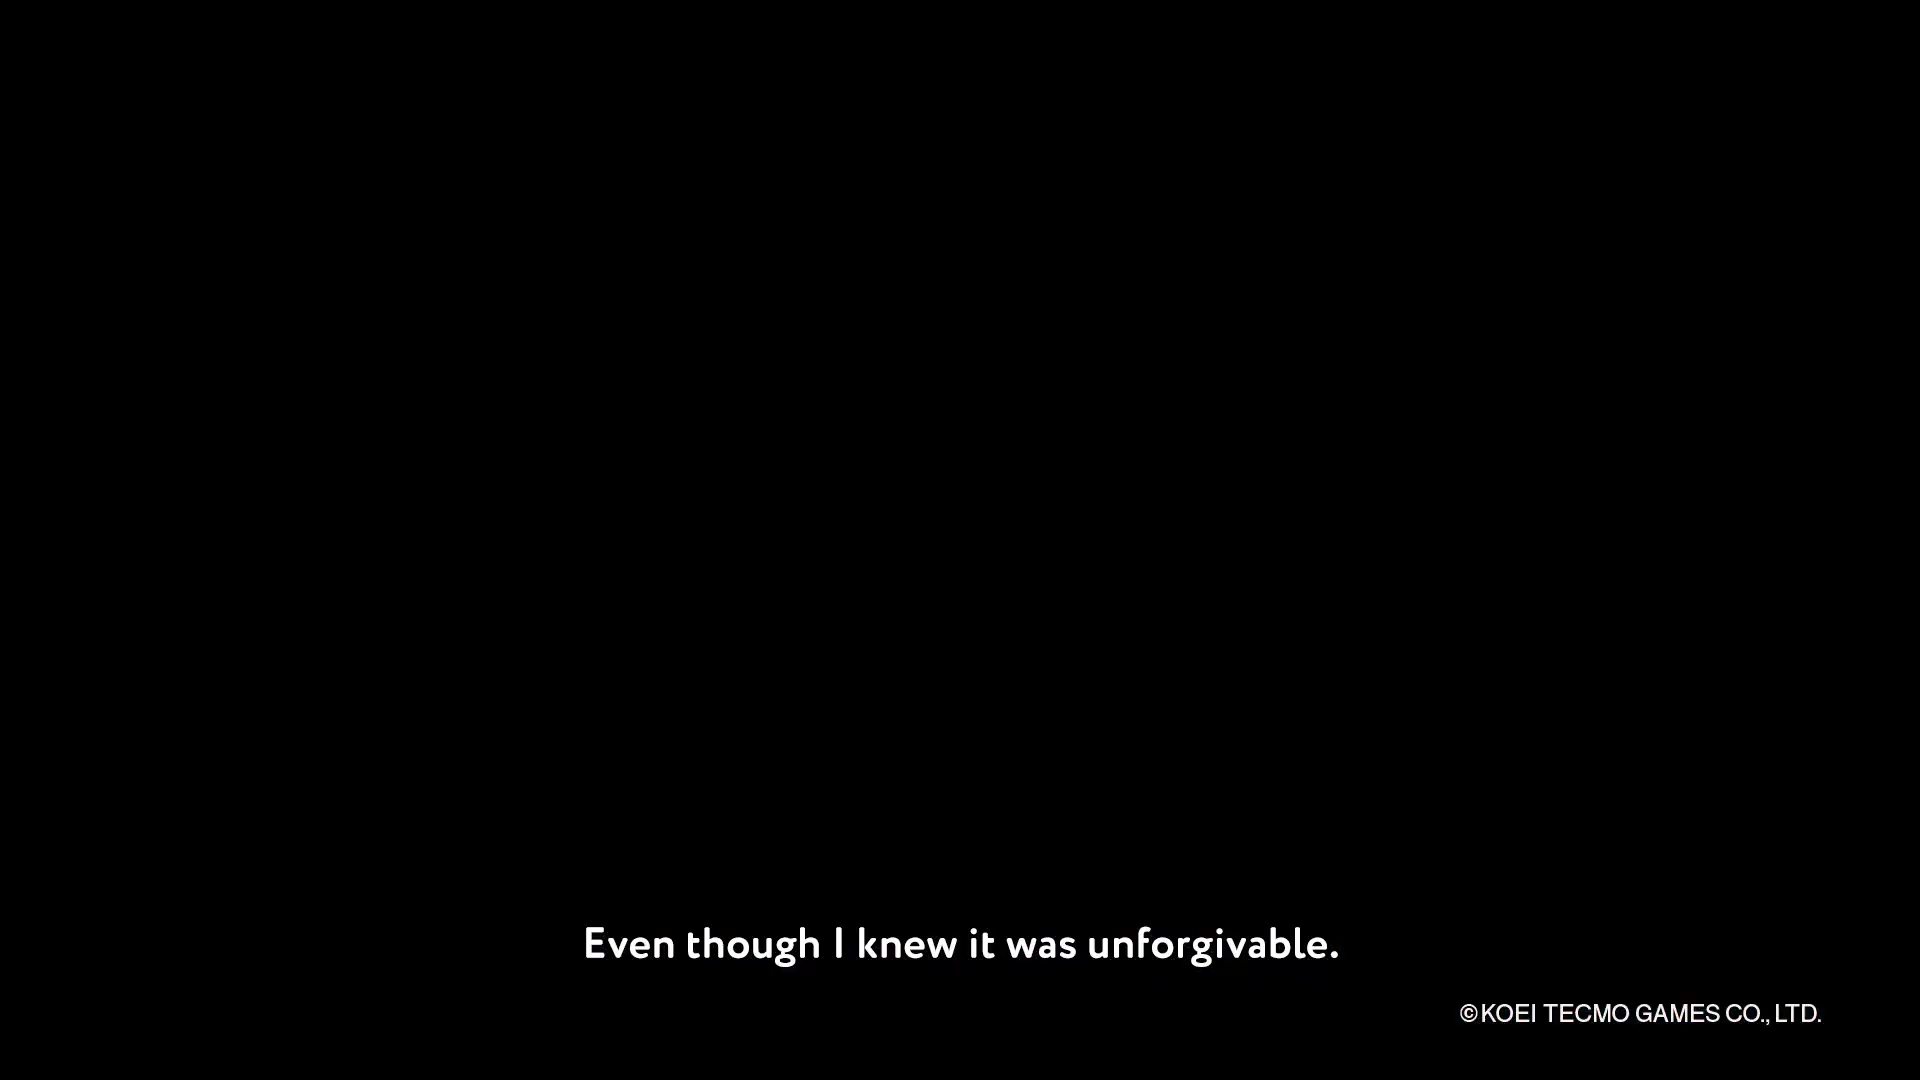 Even though I knew it was unforgivable.
©KOEI TECMO GAMES CO., LTD.